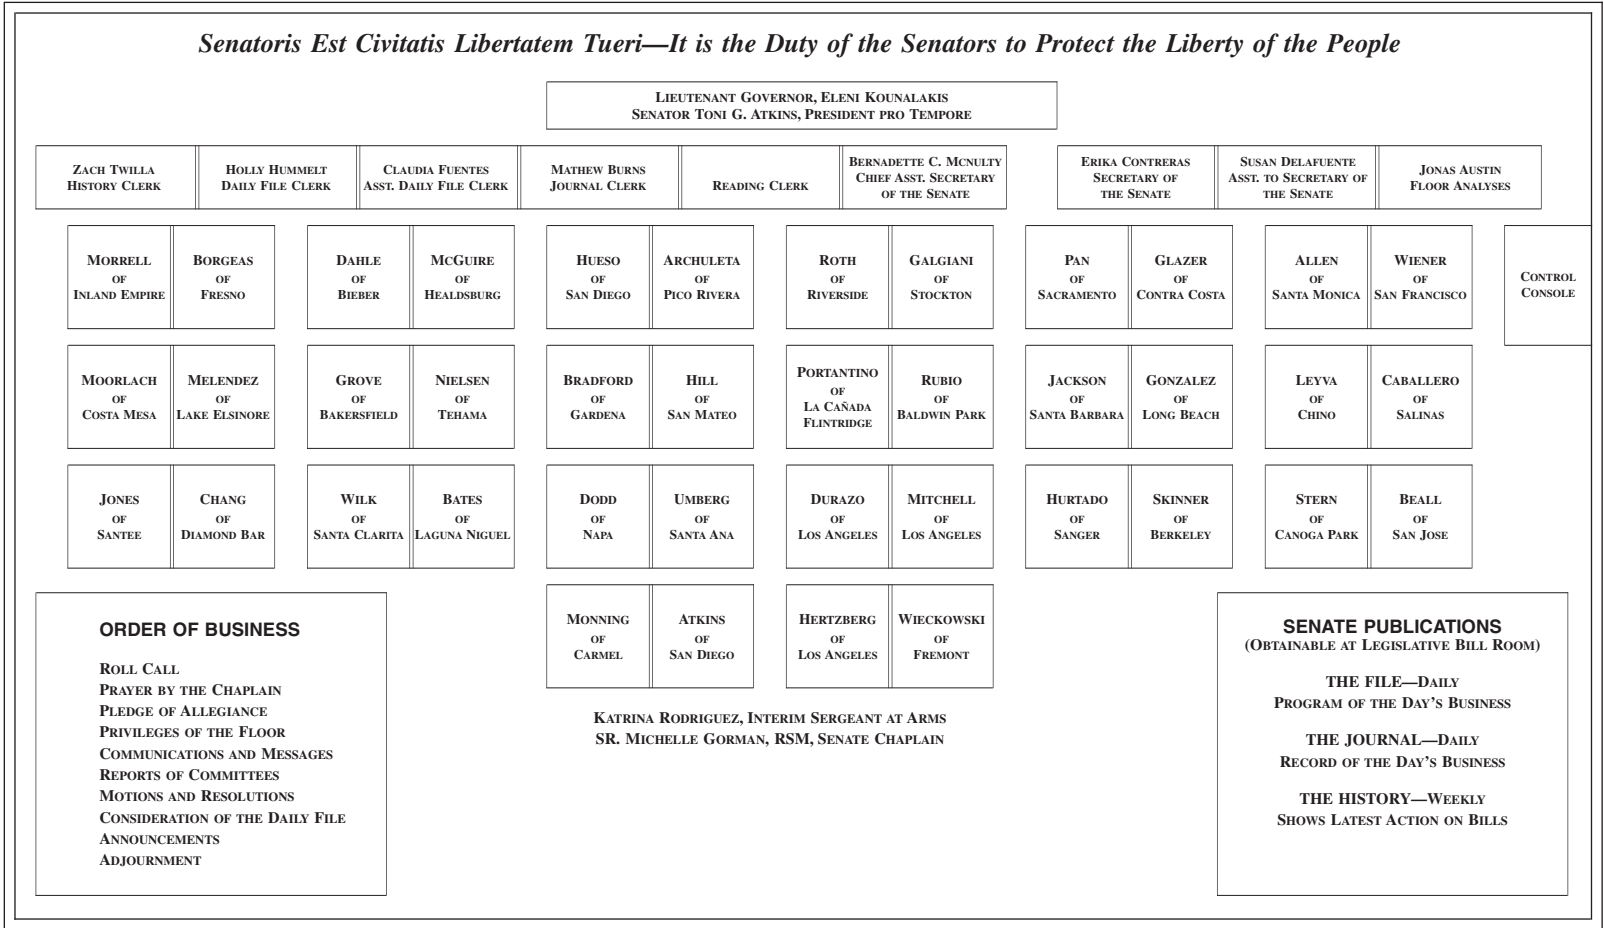 Senatoris Est Civitatis Libertatem Tueri—It is the Duty of the Senators to Protect the Liberty of the People
Lieutenant Governor, Eleni Kounalakis
Senator Toni G. Atkins, President pro Tempore
Zach Twilla
History Clerk
Holly Hummelt
Daily File Clerk
Claudia Fuentes
Asst. Daily File Clerk
Mathew Burns
Journal Clerk
Reading Clerk
Bernadette C. Mcnulty
Chief Asst. Secretary
of the Senate
Erika Contreras
Secretary of
the Senate
Susan Delafuente
Asst. to Secretary of
the Senate
Jonas Austin
Floor Analyses
Morrell
of
Inland Empire
Borgeas
of
Fresno
Dahle
of
Bieber
McGuire
of
Healdsburg
Hueso
of
San Diego
Archuleta
of
Pico Rivera
Roth
of
Riverside
Galgiani
of
Stockton
Pan
of
Sacramento
Glazer
of
Contra Costa
Allen
of
Santa Monica
Wiener
of
San Francisco
Control
Console
Moorlach
of
Costa Mesa
Melendez
of
Lake Elsinore
Grove
of
Bakersfield
Nielsen
of
Tehama
Bradford
of
Gardena
Hill
of
San Mateo
Portantino
of
La Cañada
Flintridge
Rubio
of
Baldwin Park
Jackson
of
Santa Barbara
Gonzalez
of
Long Beach
Leyva
of
Chino
Caballero
of
Salinas
Jones
of
Santee
Chang
of
Diamond Bar
Wilk
of
Santa Clarita
Bates
of
Laguna Niguel
Dodd
of
Napa
Umberg
of
Santa Ana
Durazo
of
Los Angeles
Mitchell
of
Los Angeles
Hurtado
of
Sanger
Skinner
of
Berkeley
Stern
of
Canoga Park
Beall
of
San Jose
Monning
of
Carmel
Atkins
of
San Diego
Hertzberg
of
Los Angeles
Wieckowski
of
Fremont
Katrina Rodriguez, Interim Sergeant at Arms
SR. Michelle Gorman, RSM, Senate Chaplain
ORDER OF BUSINESS
Roll Call
Prayer by the Chaplain
Pledge of Allegiance
Privileges of the Floor
Communications and Messages
Reports of Committees
Motions and Resolutions
Consideration of the Daily File
Announcements
Adjournment
SENATE PUBLICATIONS
(Obtainable at Legislative Bill Room)
THE FILE—Daily
Program of the Day's Business
THE JOURNAL—Daily
Record of the Day's Business
THE HISTORY—Weekly
Shows Latest Action on Bills